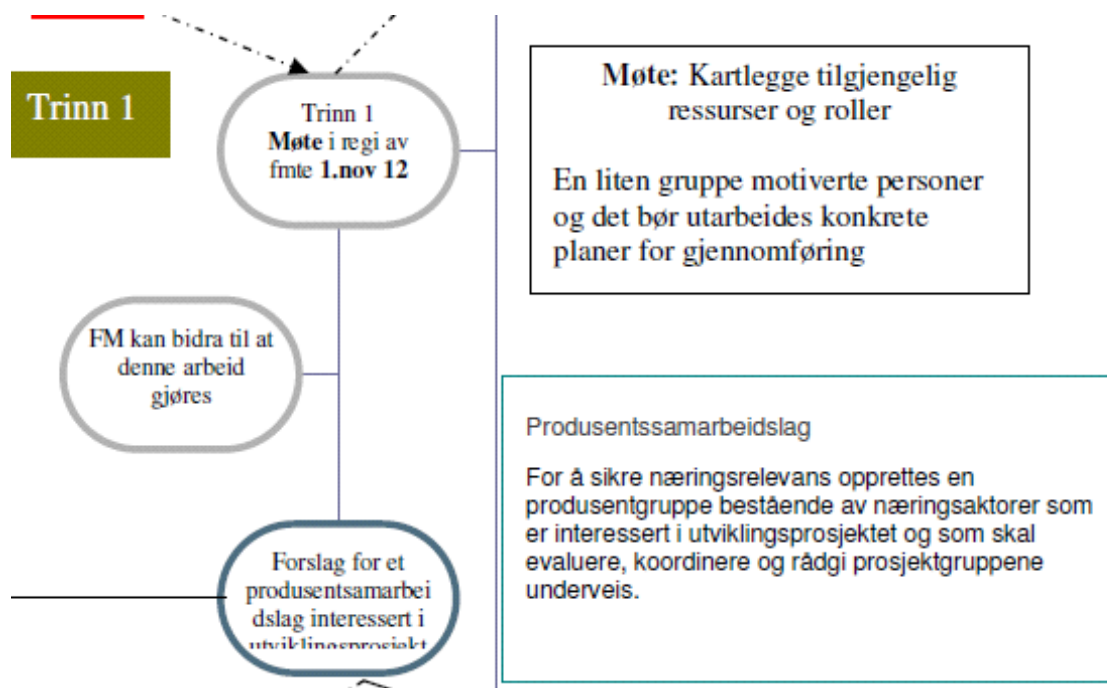 Trinn 1
Trinn 1
Møte i regi av
fmte 1.nov 12
Møte: Kartlegge tilgjengelig
ressurser og roller
En liten gruppe motiverte personer
og det bør utarbeides konkrete
planer for gjennomføring
FM kan bidra til at
denne arbeid
gjøres
Produsentssamarbeidslag
For å sikre næringsrelevans opprettes en
produsentgruppe bestående av næringsaktorer som
er interessert i utviklingsprosjektet og som skal
evaluere, koordinere og rådgi prosjektgruppene
underveis.
Forslag for et
produsentsamarbei
dslag interessert i
utviklingsprosjekt